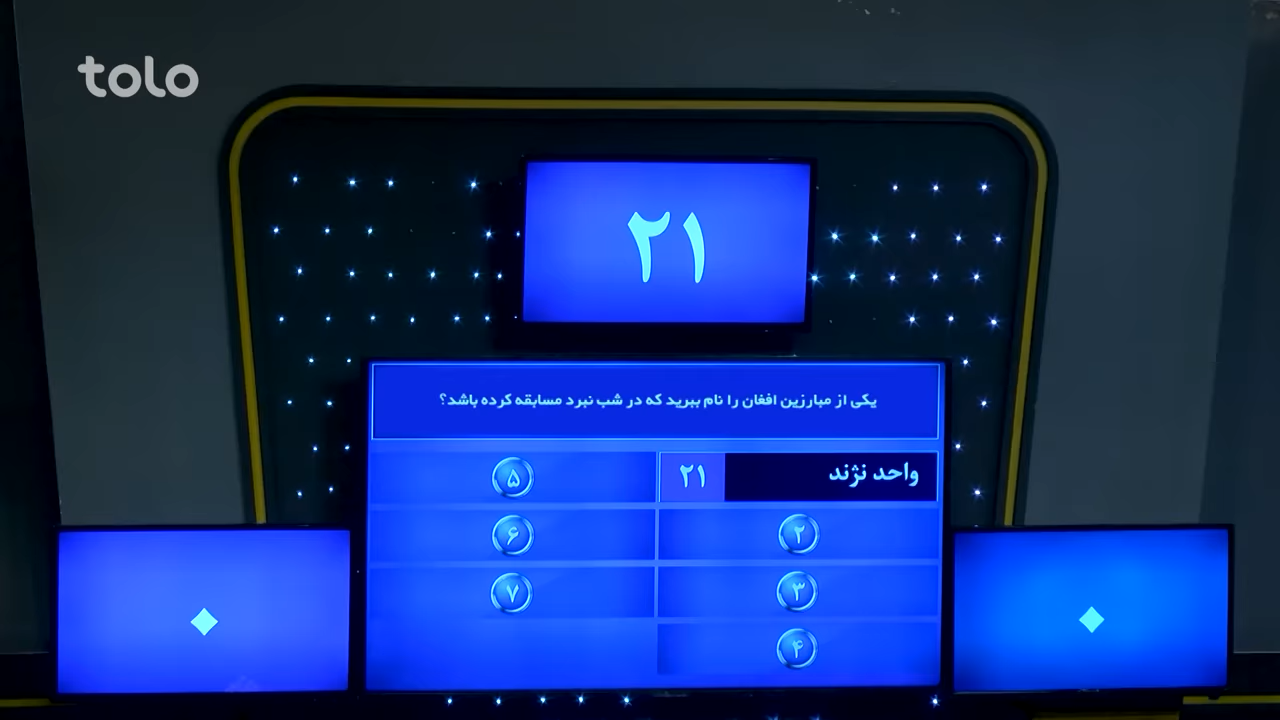 tolo
۲۱
یکی از مبارزین افغان را نام ببرید که در شب نبرد مسابقه کرده باشد؟
واحد نژند ۲۱
۲
۳
۴
۵
۶
۷